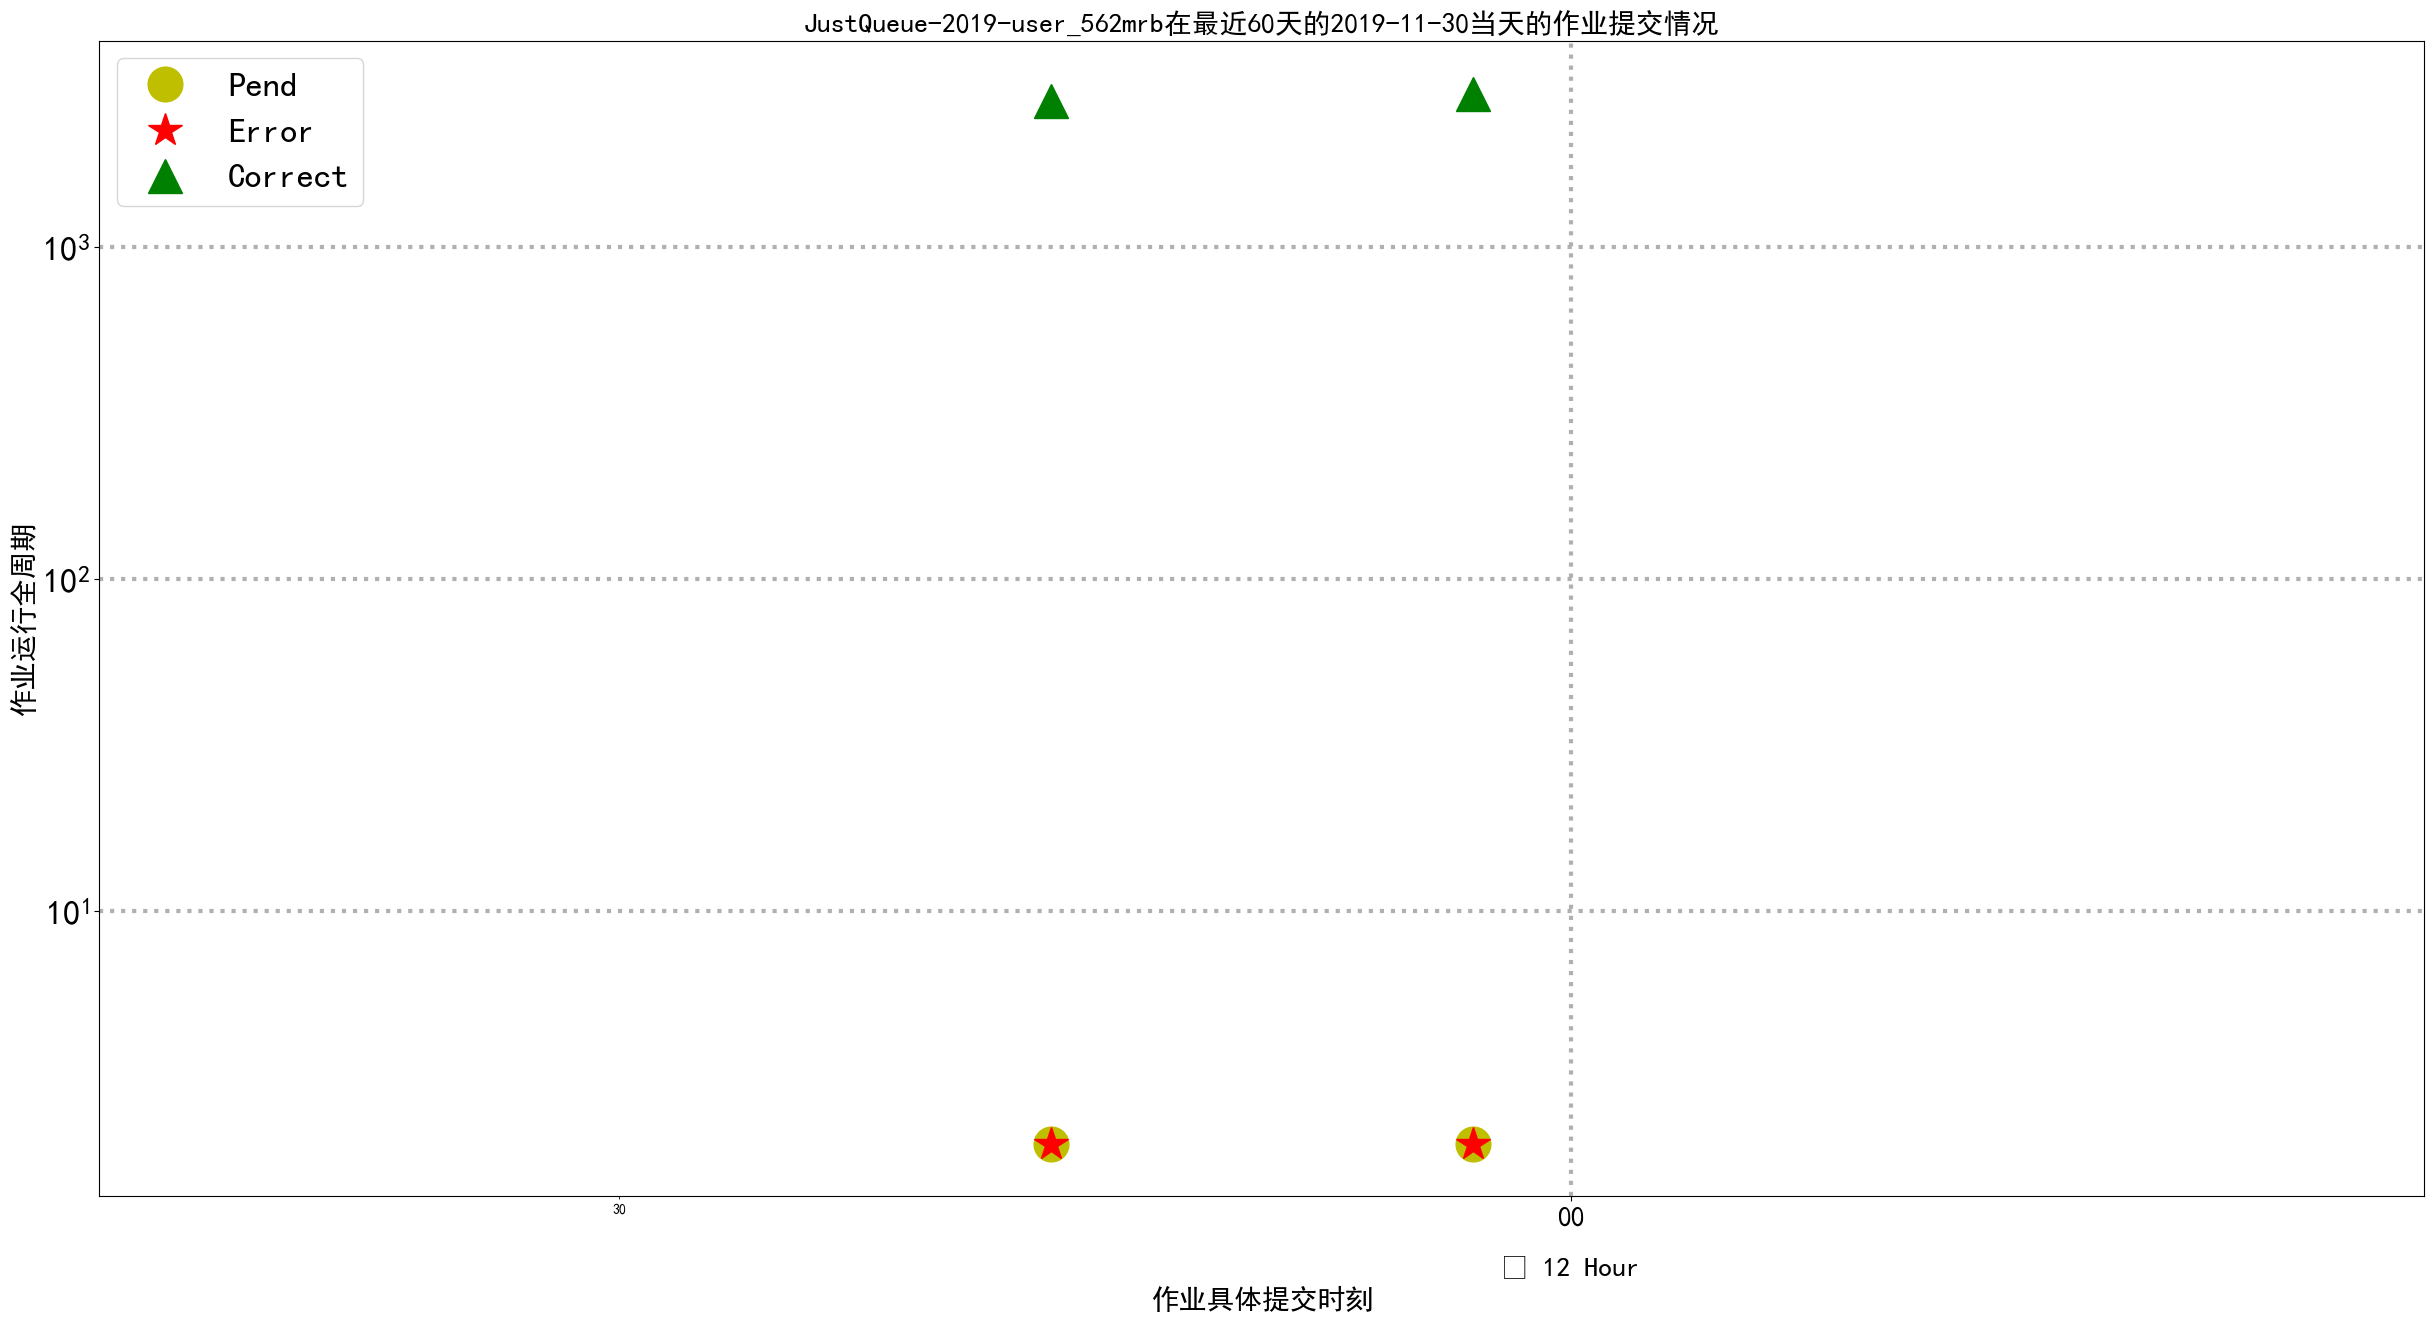 JustQueue-2019-user_562mrb在最近60天的2019-11-30当天的作业提交情况
Pend
Error
Correct
10³
10²
10¹
作业运行全周期
30
00
□ 12 Hour
作业具体提交时刻